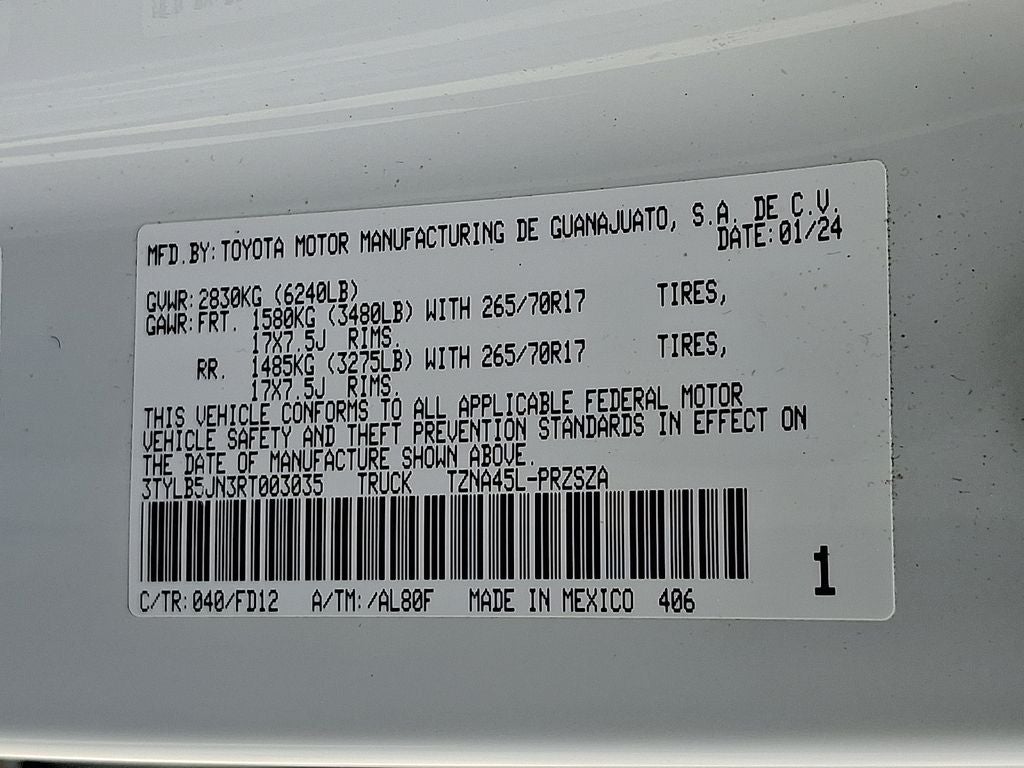 MFD.BY: TOYOTA MOTOR MANUFACTURING DE GUANAJUATO, S.A. DE C.V.
DATE: 01/24
GVWR: 2830KG (6240LB)
GAWR: FRT. 1580KG (3480LB) WITH 265/70R17 TIRES,
17X7.5J RIMS.
RR. 1485KG (3275LB) WITH 265/70R17 TIRES,
17X7.5J RIMS.
THIS VEHICLE CONFORMS TO ALL APPLICABLE FEDERAL MOTOR
VEHICLE SAFETY AND THEFT PREVENTION STANDARDS IN EFFECT ON
THE DATE OF MANUFACTURE SHOWN ABOVE.
3TYLB5JN3RT003035 TRUCK TZNA45L-PRZSZA
1
C/TR: 040/FD12 A/TM: /AL80F MADE IN MEXICO 406